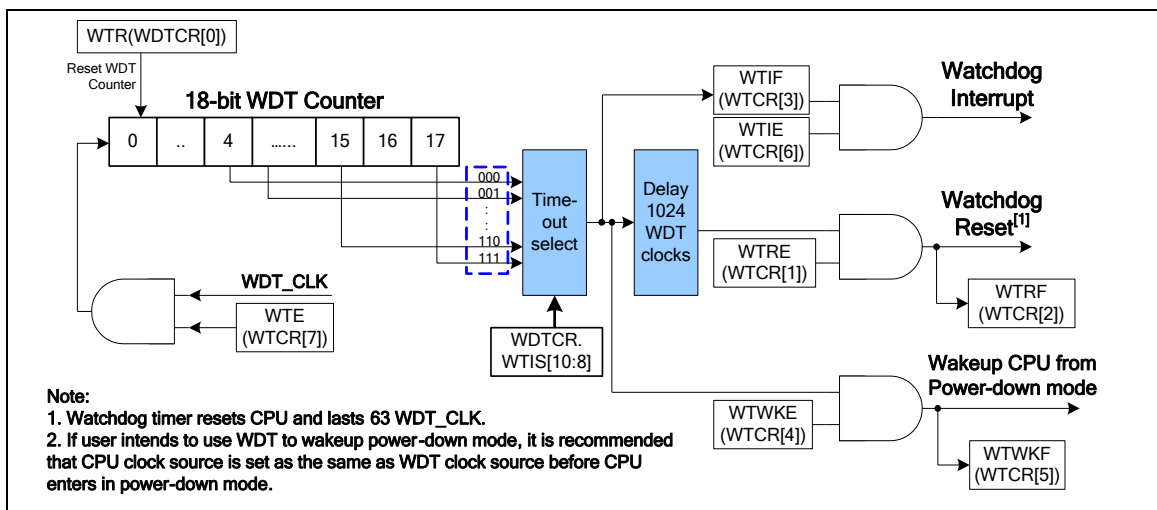 WTR(WDTCR[0])
Reset WDT
Counter
18-bit WDT Counter
0 .. 4 …... 15 16 17
000
001
:
:
110
111
Time-
out
select
WDTCR.
WTIS[10:8]
WDT_CLK
WTE
(WTCR[7])
Delay
1024
WDT
clocks
WTIF
(WTCR[3])
WTIE
(WTCR[6])
Watchdog
Interrupt
WTRE
(WTCR[1])
Watchdog
Reset[1]
WTRF
(WTCR[2])
WTWKE
(WTCR[4])
Wakeup CPU from
Power-down mode
WTWKF
(WTCR[5])
Note:
1. Watchdog timer resets CPU and lasts 63 WDT_CLK.
2. If user intends to use WDT to wakeup power-down mode, it is recommended
that CPU clock source is set as the same as WDT clock source before CPU
enters in power-down mode.